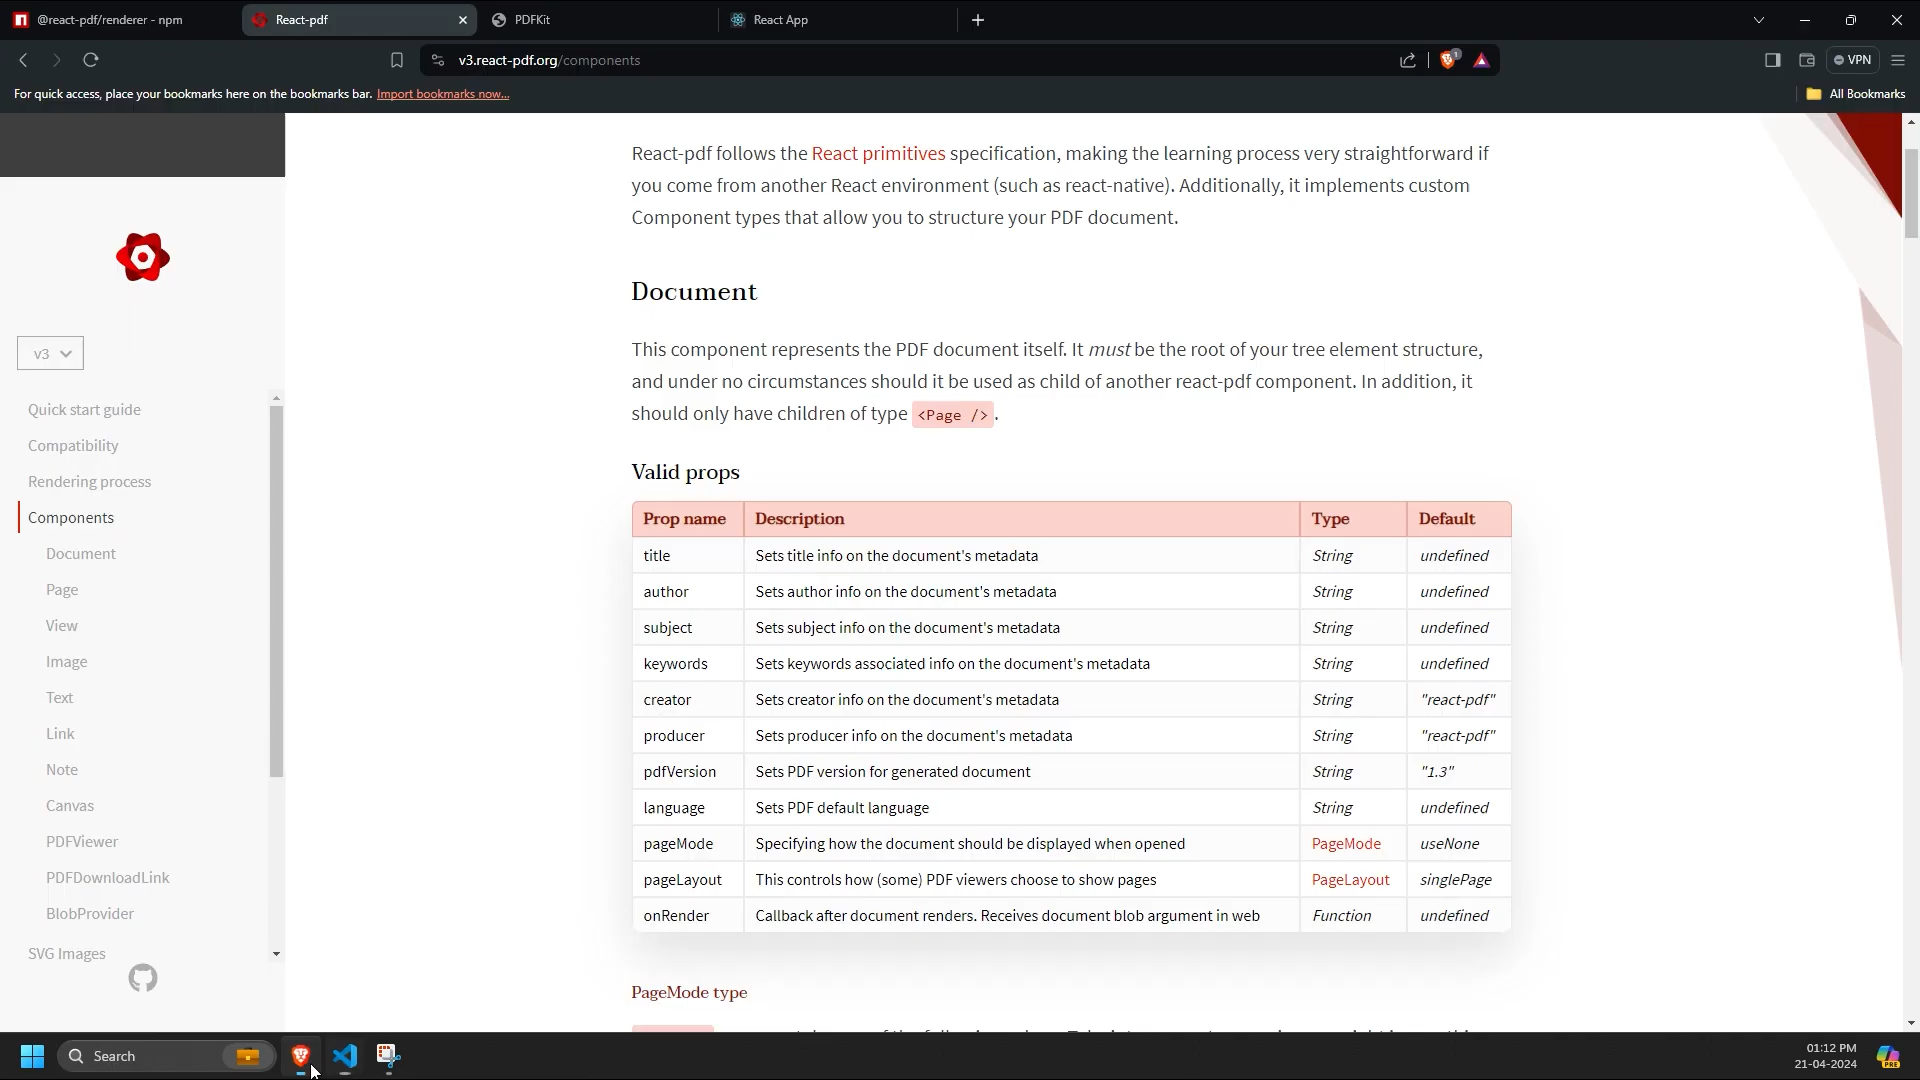 @react-pdf/renderer - npm
React-pdf
PDFKit
React App
v3.react-pdf.org/components
1
VPN
For quick access, place your bookmarks here on the bookmarks bar. Import bookmarks now...
All Bookmarks
v3
Quick start guide
Compatibility
Rendering process
Components
Document
Page
View
Image
Text
Link
Note
Canvas
PDFViewer
PDFDownloadLink
BlobProvider
SVG Images
React-pdf follows the React primitives specification, making the learning process very straightforward if
you come from another React environment (such as react-native). Additionally, it implements custom
Component types that allow you to structure your PDF document.
Document
This component represents the PDF document itself. It must be the root of your tree element structure,
and under no circumstances should it be used as child of another react-pdf component. In addition, it
should only have children of type <Page />.
Valid props
Prop name Description Type Default
title Sets title info on the document's metadata String undefined
author Sets author info on the document's metadata String undefined
subject Sets subject info on the document's metadata String undefined
keywords Sets keywords associated info on the document's metadata String undefined
creator Sets creator info on the document's metadata String "react-pdf"
producer Sets producer info on the document's metadata String "react-pdf"
pdfVersion Sets PDF version for generated document String "1.3"
language Sets PDF default language String undefined
pageMode Specifying how the document should be displayed when opened PageMode useNone
pageLayout This controls how (some) PDF viewers choose to show pages PageLayout singlePage
onRender Callback after document renders. Receives document blob argument in web Function undefined
PageMode type
Search
01:12 PM
21-04-2024
PRE